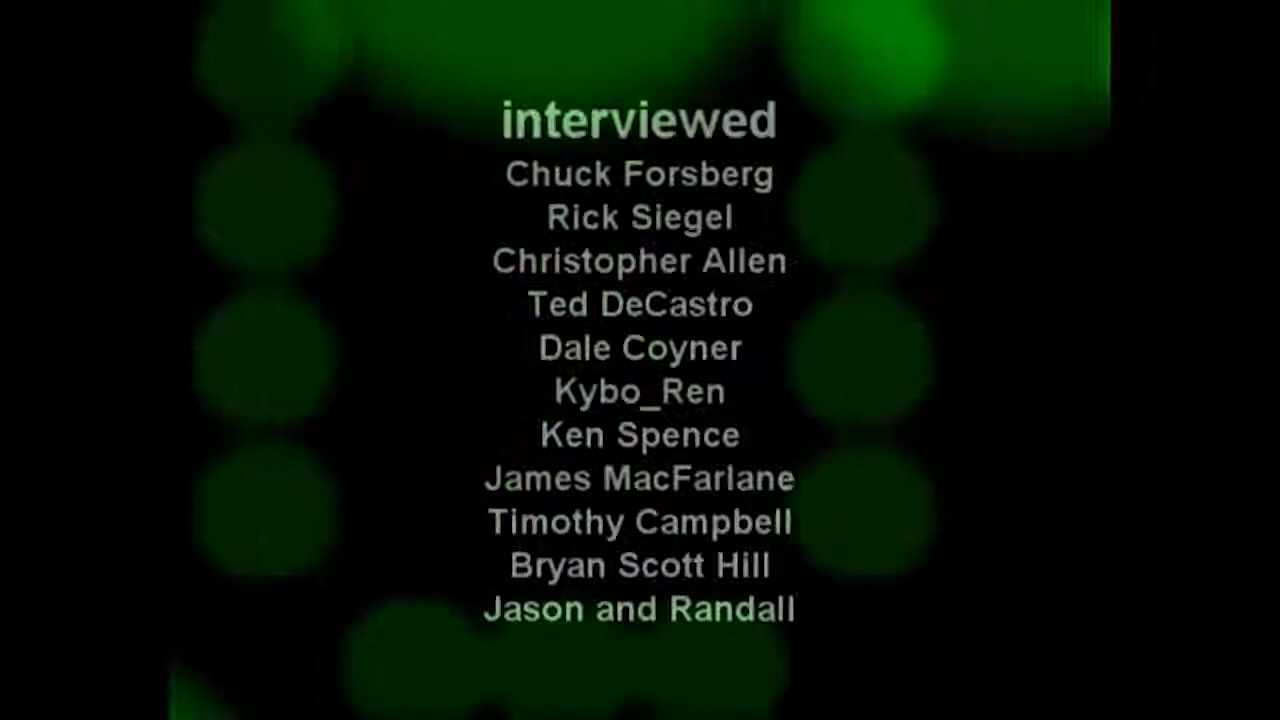 interviewed
Chuck Forsberg
Rick Siegel
Christopher Allen
Ted DeCastro
Dale Coyner
Kybo_Ren
Ken Spence
James MacFarlane
Timothy Campbell
Bryan Scott Hill
Jason and Randall